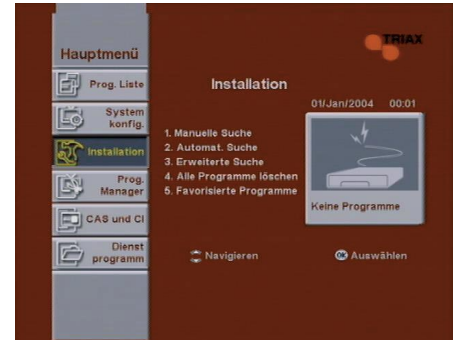 Hauptmenü
Prog. Liste
System
konfig.
Installation
Prog.
Manager
CAS und CI
Dienst
programm
TRIAX
Installation
01/Jan/2004 00:01
1. Manuelle Suche
2. Automat. Suche
3. Erweiterte Suche
4. Alle Programme löschen
5. Favorisierte Programme
Keine Programme
Navigieren
OK Auswählen